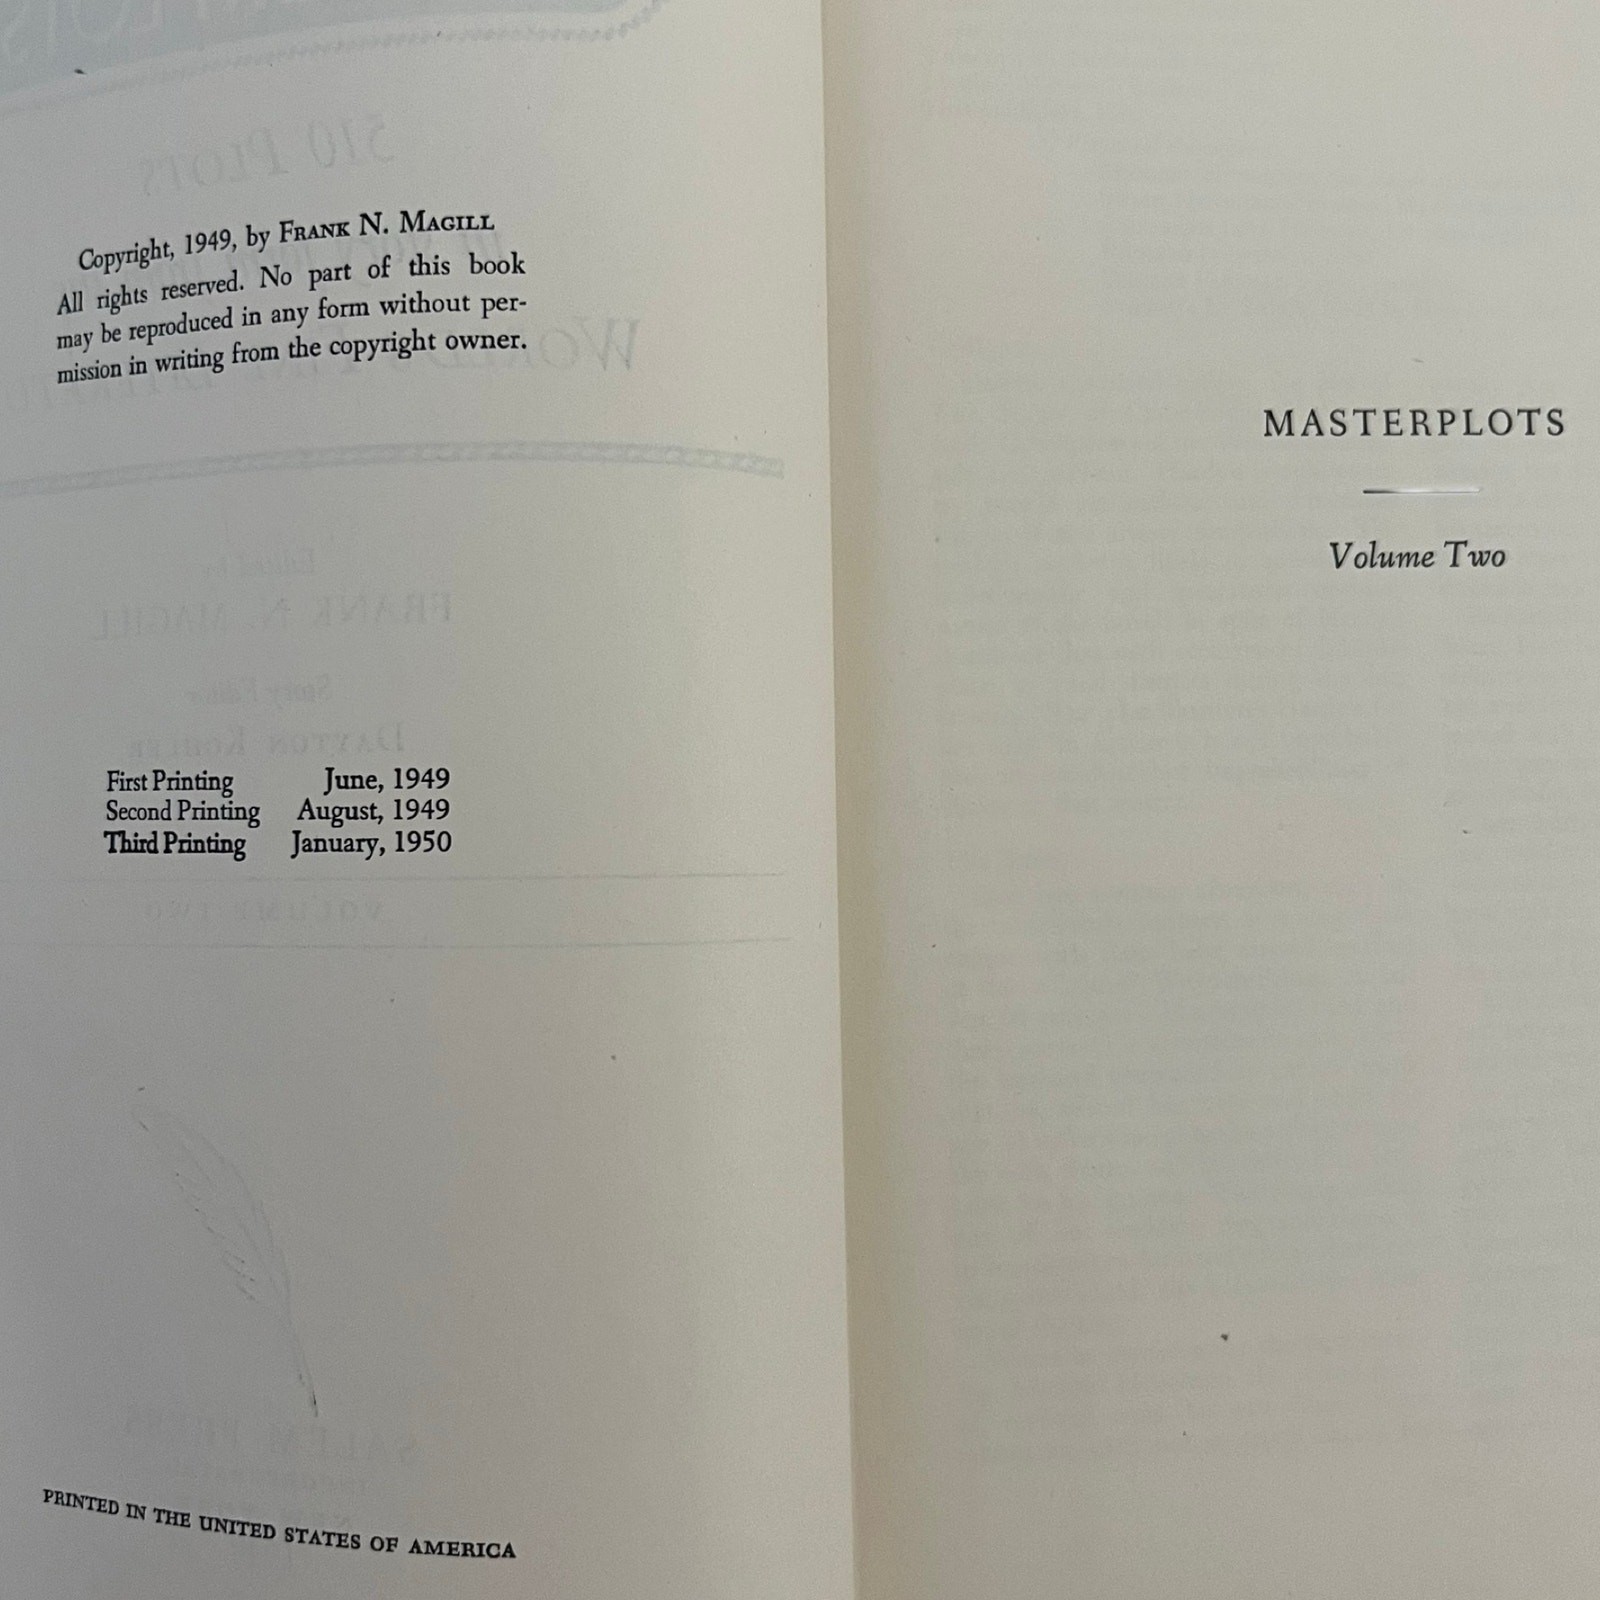 Copyright, 1949, by FRANK N. MAGILL
All rights reserved. No part of this book
may be reproduced in any form without per-
mission in writing from the copyright owner.
First Printing June, 1949
Second Printing August, 1949
Third Printing January, 1950
PRINTED IN THE UNITED STATES OF AMERICA
MASTERPLOTS
Volume Two